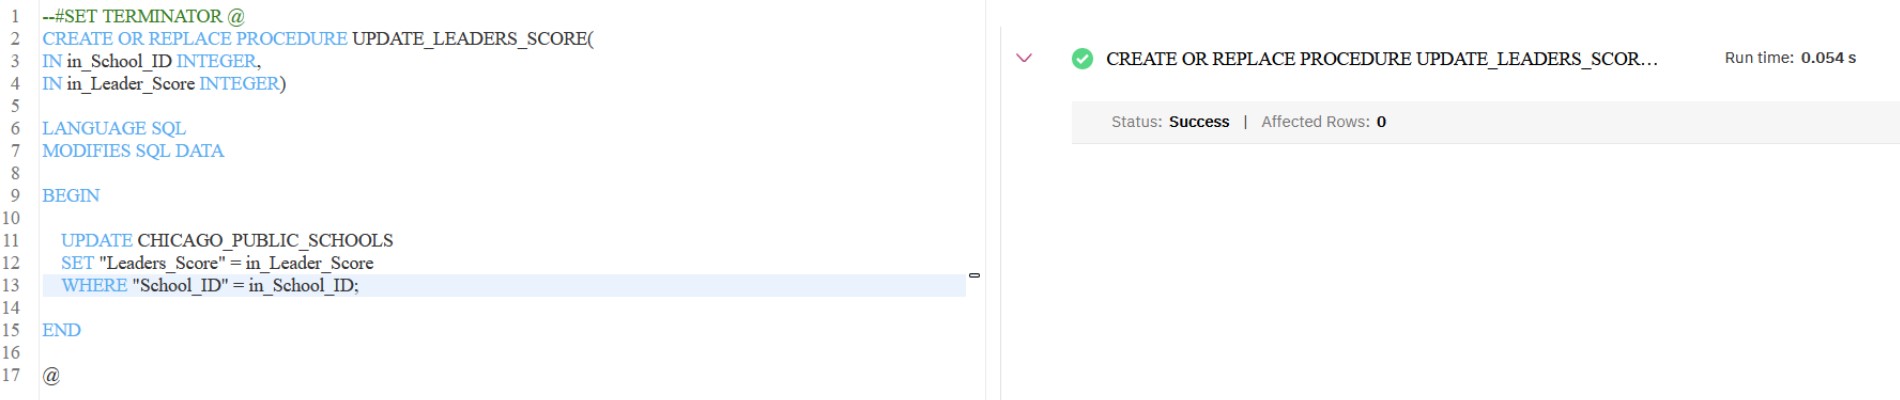 1 --#SET TERMINATOR @
2 CREATE OR REPLACE PROCEDURE UPDATE_LEADERS_SCORE(
3 IN in_School_ID INTEGER,
4 IN in_Leader_Score INTEGER)
5
6 LANGUAGE SQL
7 MODIFIES SQL DATA
8
9 BEGIN
10
11 UPDATE CHICAGO_PUBLIC_SCHOOLS
12 SET "Leaders_Score" = in_Leader_Score
13 WHERE "School_ID" = in_School_ID;
14
15 END
16
17 @
CREATE OR REPLACE PROCEDURE UPDATE_LEADERS_SCOR... Run time: 0.054 s
Status: Success | Affected Rows: 0